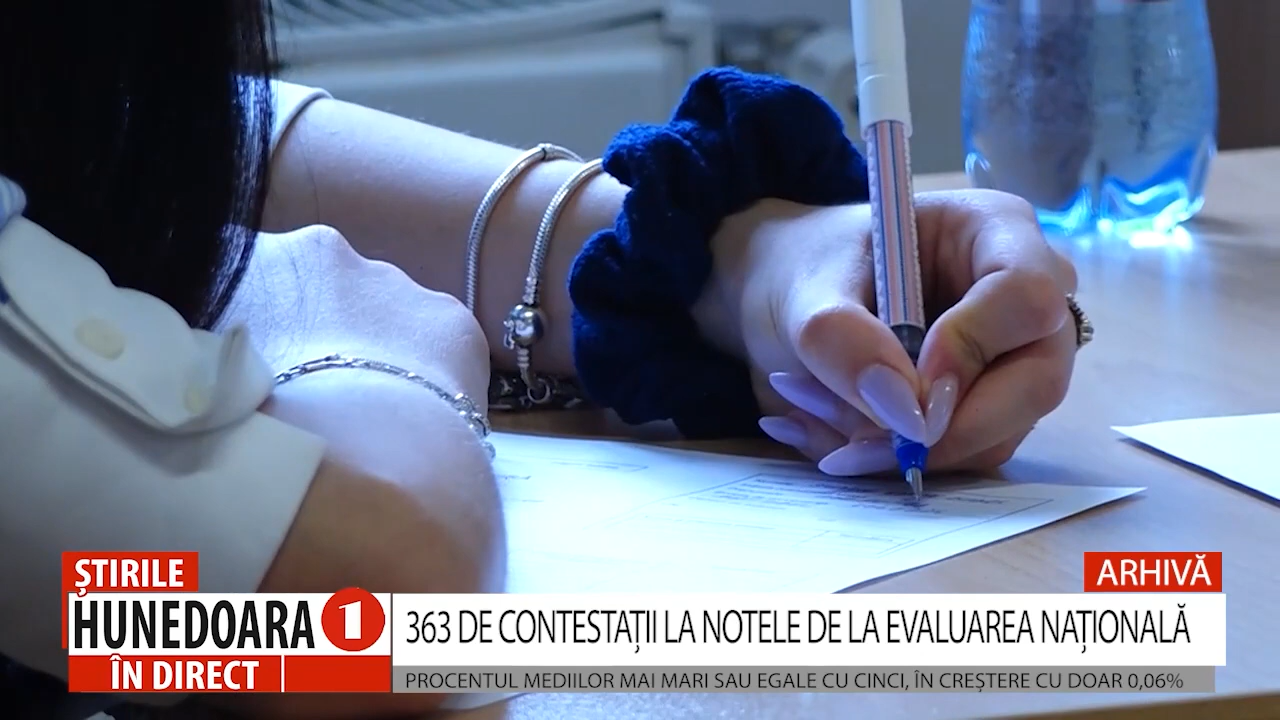 ȘTIRILE
HUNEDOARA 1
ÎN DIRECT
ARHIVĂ
363 DE CONTESTAȚII LA NOTELE DE LA EVALUAREA NAȚIONALĂ
PROCENTUL MEDIILOR MAI MARI SAU EGALE CU CINCI, ÎN CREȘTERE CU DOAR 0,06%